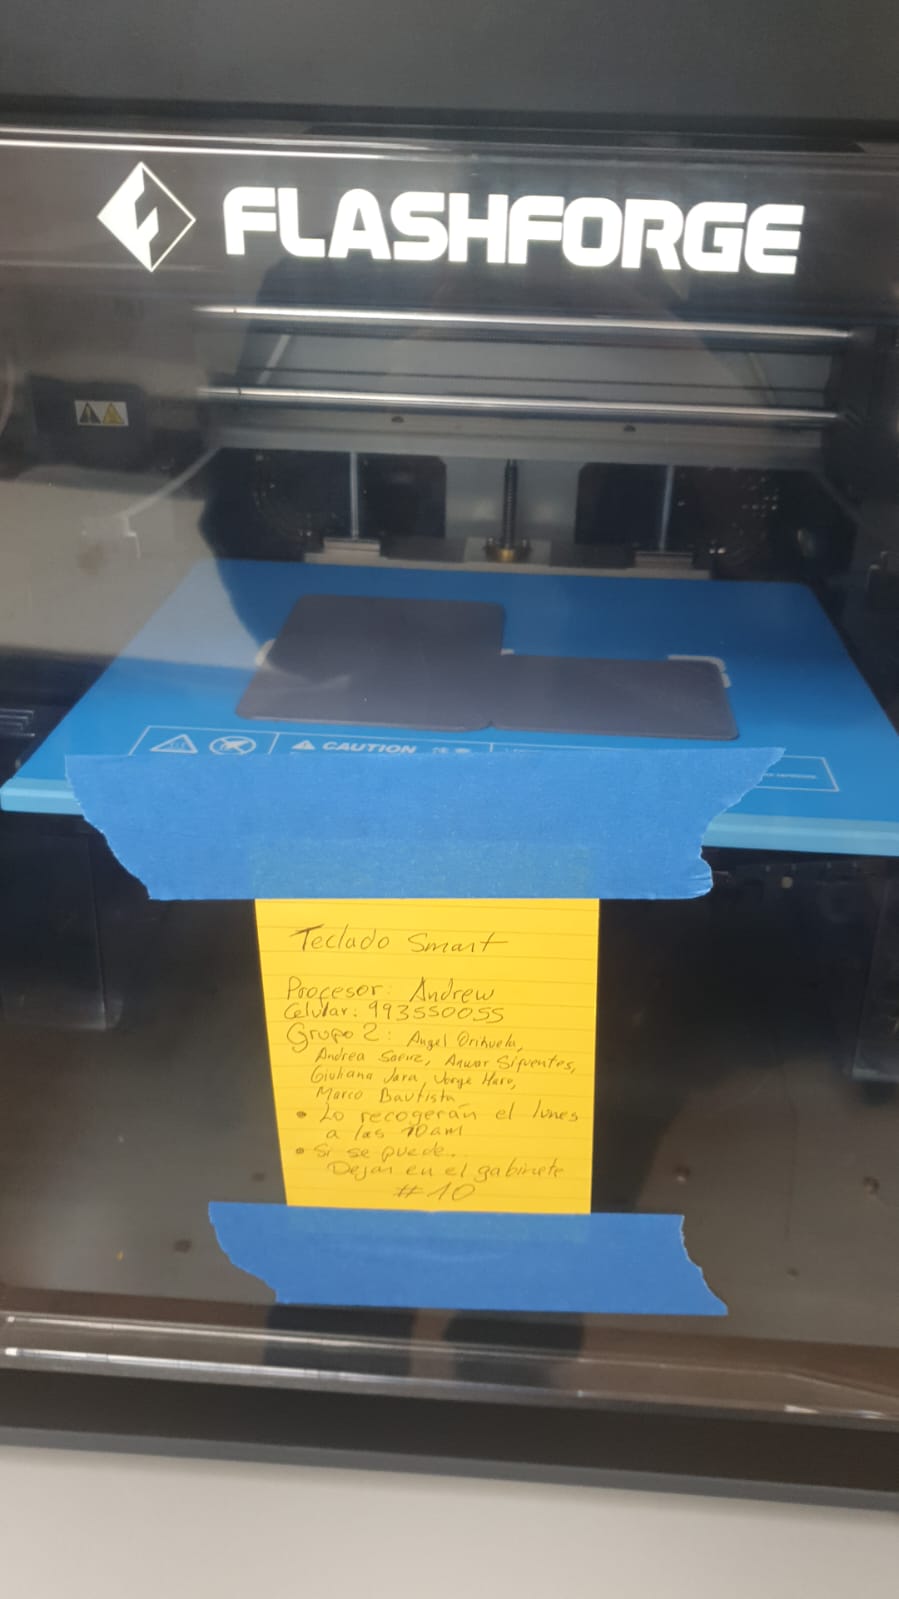 FLASHFORGE
CAUTION
Teclado Smart
Profesor: Andrew
Celular: 993550055
Grupo 2: Angel Orihuela,
Andrea Saenz, Anwar Sifuentes,
Giuliana Jara, Jorge Haro,
Marco Bautista
• Lo recogerán el lunes
a las 10am
• Si se puede.
Dejar en el gabinete
#10